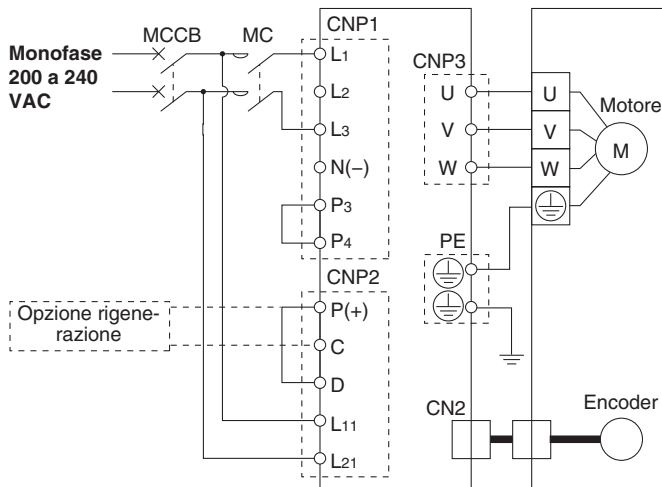 MCCB
MC
CNP1
Monofase
200 a 240
VAC
L1
L2
L3
N(−)
P3
P4
CNP3
U
V
W
U
V
W
Motore
M
PE
CNP2
Opzione rigene-
razione
P(+)
C
D
L11
L21
CN2
Encoder